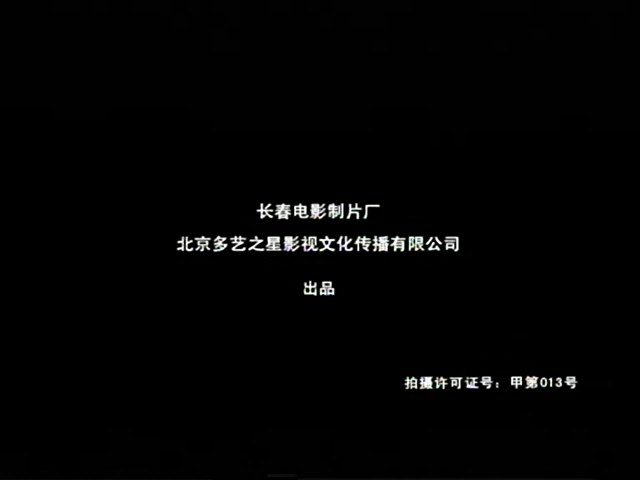 长春电影制片厂
北京多艺之星影视文化传播有限公司
出品
拍摄许可证号：甲第013号